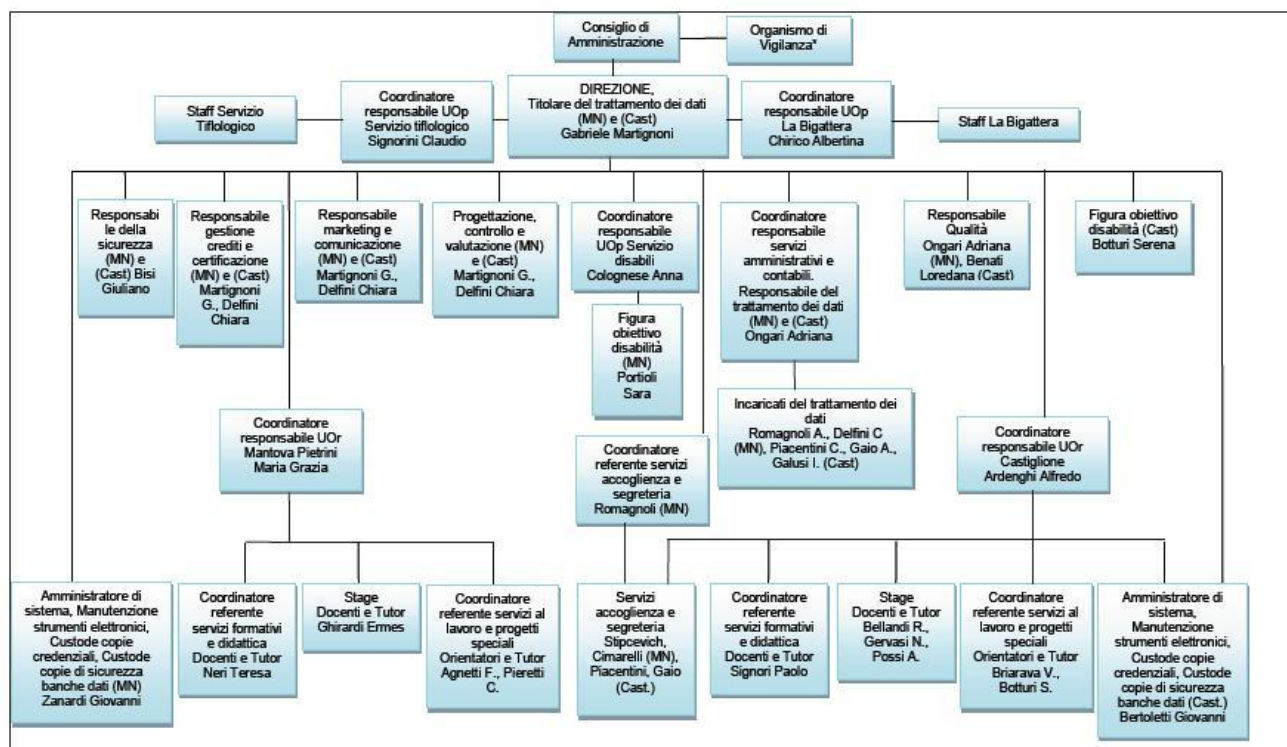 Consiglio di
Amministrazione
Organismo di
Vigilanza*
Staff Servizio
Tiflologico
Coordinatore
responsabile UOp
Servizio tiflologico
Signorini Claudio
DIREZIONE,
Titolare del trattamento dei dati
(MN) e (Cast)
Gabriele Martignoni
Coordinatore
responsabile UOp
La Bigattera
Chirico Albertina
Staff La Bigattera
Responsabi
le della
sicurezza
(MN) e
(Cast) Bisi
Giuliano
Responsabile
gestione
crediti e
certificazione
(MN) e (Cast)
Martignoni
G., Delfini
Chiara
Responsabile
marketing e
comunicazione
(MN) e (Cast)
Martignoni G.,
Delfini Chiara
Progettazione,
controllo e
valutazione (MN)
e (Cast)
Martignoni G.,
Delfini Chiara
Coordinatore
responsabile
UOp Servizio
disabili
Colognese Anna
Coordinatore
responsabile
servizi
amministrativi e
contabili.
Responsabile del
trattamento dei dati
(MN) e (Cast)
Ongari Adriana
Responsabile
Qualità
Ongari Adriana
(MN), Benati
Loredana (Cast)
Figura obiettivo
disabilità (Cast)
Botturi Serena
Figura
obiettivo
disabilità
(MN)
Portioli
Sara
Incaricati del trattamento dei
dati
Romagnoli A., Delfini C
(MN), Piacentini C., Gaio A.,
Galusi I. (Cast)
Coordinatore
responsabile UOr
Mantova Pietrini
Maria Grazia
Coordinatore
referente servizi
accoglienza e
segreteria
Romagnoli (MN)
Coordinatore
responsabile UOr
Castiglione
Ardenghi Alfredo
Amministratore di
sistema, Manutenzione
strumenti elettronici,
Custode copie
credenziali, Custode
copie di sicurezza
banche dati (MN)
Zanardi Giovanni
Coordinatore
referente
servizi formativi
e didattica
Docenti e Tutor
Neri Teresa
Stage
Docenti e Tutor
Ghirardi Ermes
Coordinatore
referente servizi al
lavoro e progetti
speciali
Orientatori e Tutor
Agnetti F., Pieretti
C.
Servizi
accoglienza e
segreteria
Stipcevich,
Cimarelli (MN),
Piacentini, Gaio
(Cast.)
Coordinatore
referente
servizi formativi
e didattica
Docenti e Tutor
Signori Paolo
Stage
Docenti e Tutor
Bellandi R.,
Gervasi N.,
Possi A.
Coordinatore
referente servizi al
lavoro e progetti
speciali
Orientatori e Tutor
Briarava V.,
Botturi S.
Amministratore di
sistema, Manutenzione
strumenti elettronici,
Custode copie
credenziali, Custode
copie di sicurezza
banche dati (Cast.)
Bertoletti Giovanni